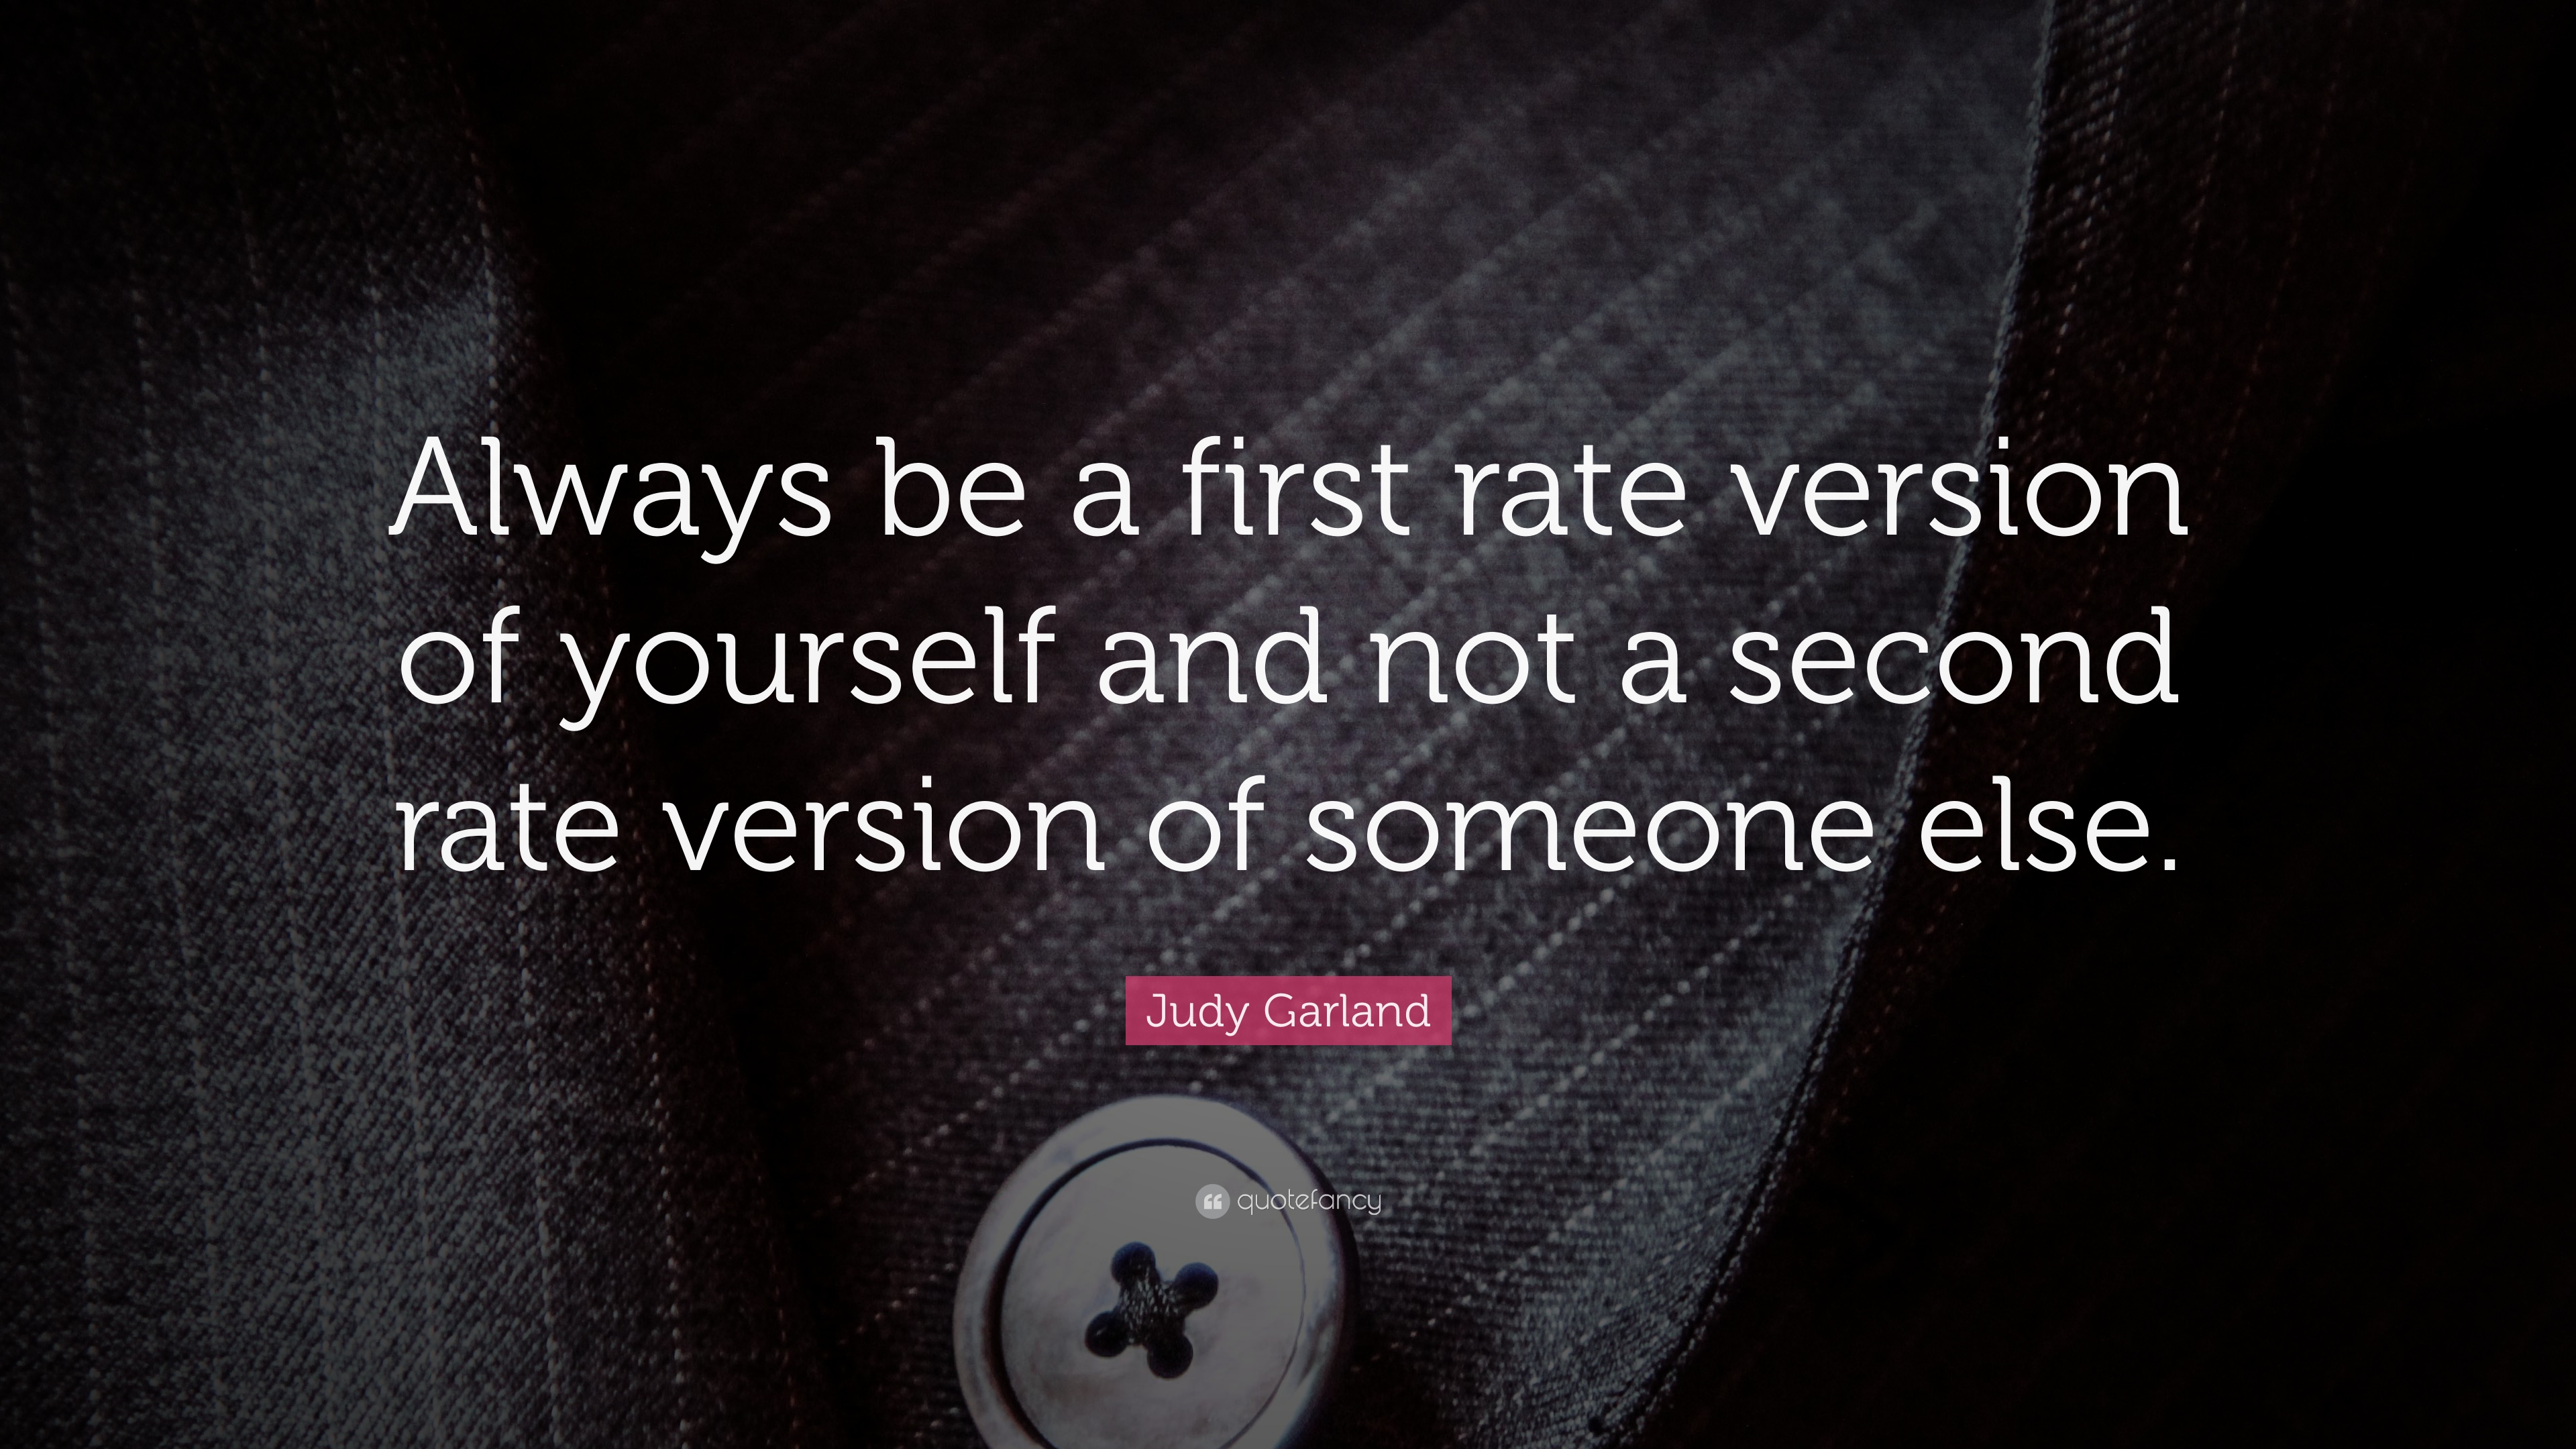 Always be a first rate version
of yourself and not a second
rate version of someone else.
Judy Garland
quotefancy